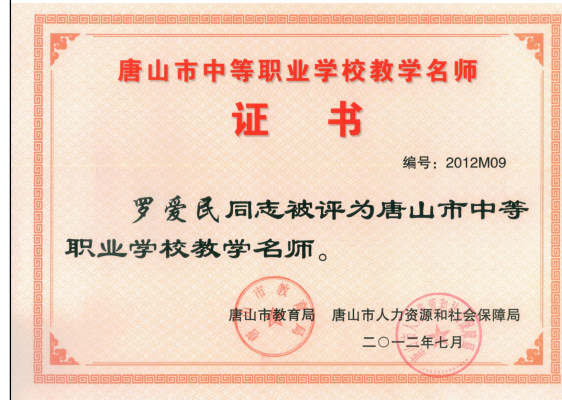 唐山市中等职业学校教学名师
证 书
编号：2012M09
罗爱民同志被评为唐山市中等
职业学校教学名师。
唐山市教育局 唐山市人力资源和社会保障局
二〇一二年七月